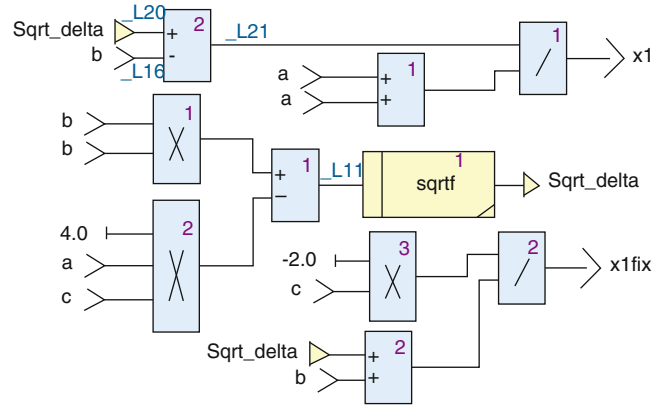 _L20
Sqrt_delta + 2 _L21 1
b - x1
_L16 a + 1
a +
b 1
b
+ 1 _L11 sqrtf 1 Sqrt_delta
−
4.0 2
a
c
-2.0 3 2 x1fix
c
Sqrt_delta + 2
b +